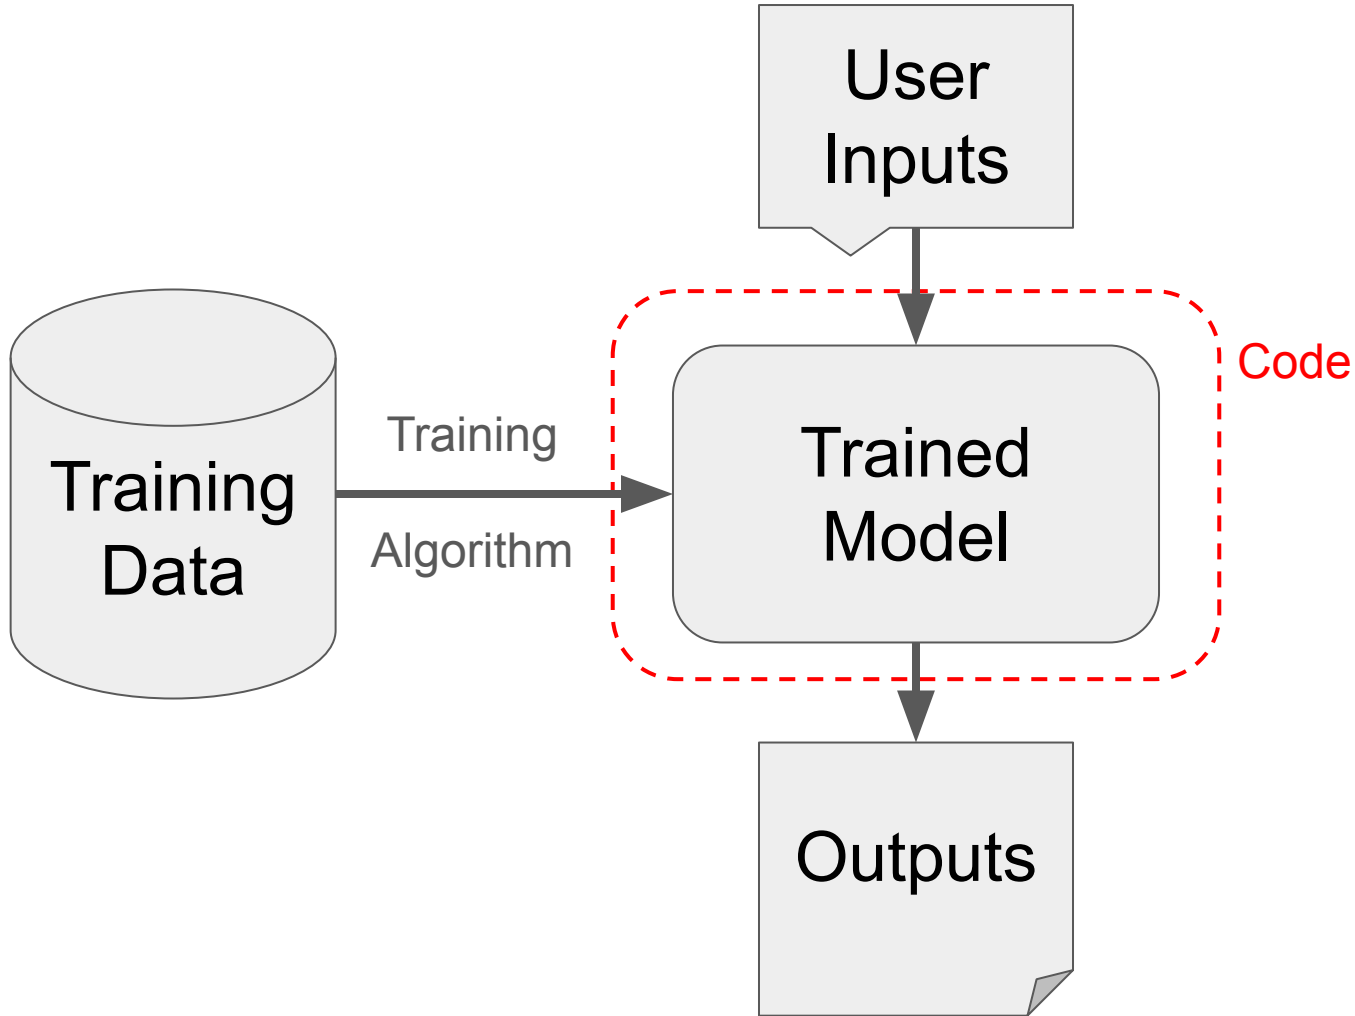 User
Inputs
Code
Training
Algorithm
Training
Data
Trained
Model
Outputs